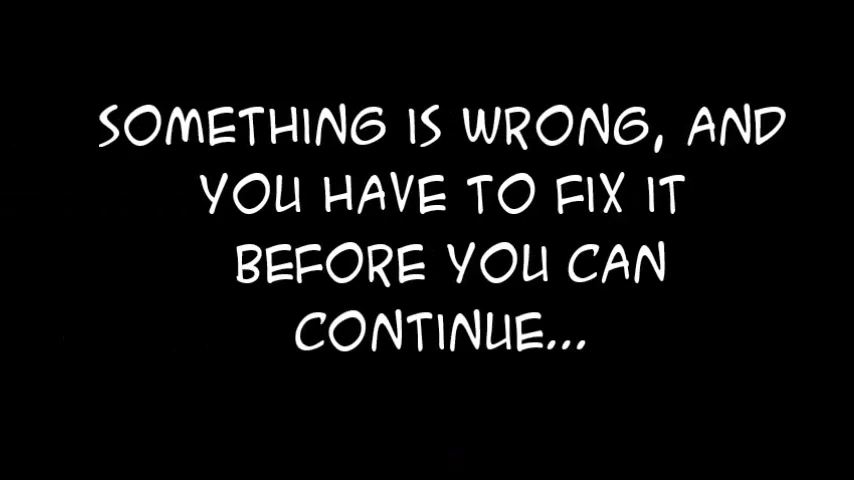 SOMETHING IS WRONG, AND
YOU HAVE TO FIX IT
BEFORE YOU CAN
CONTINUE...